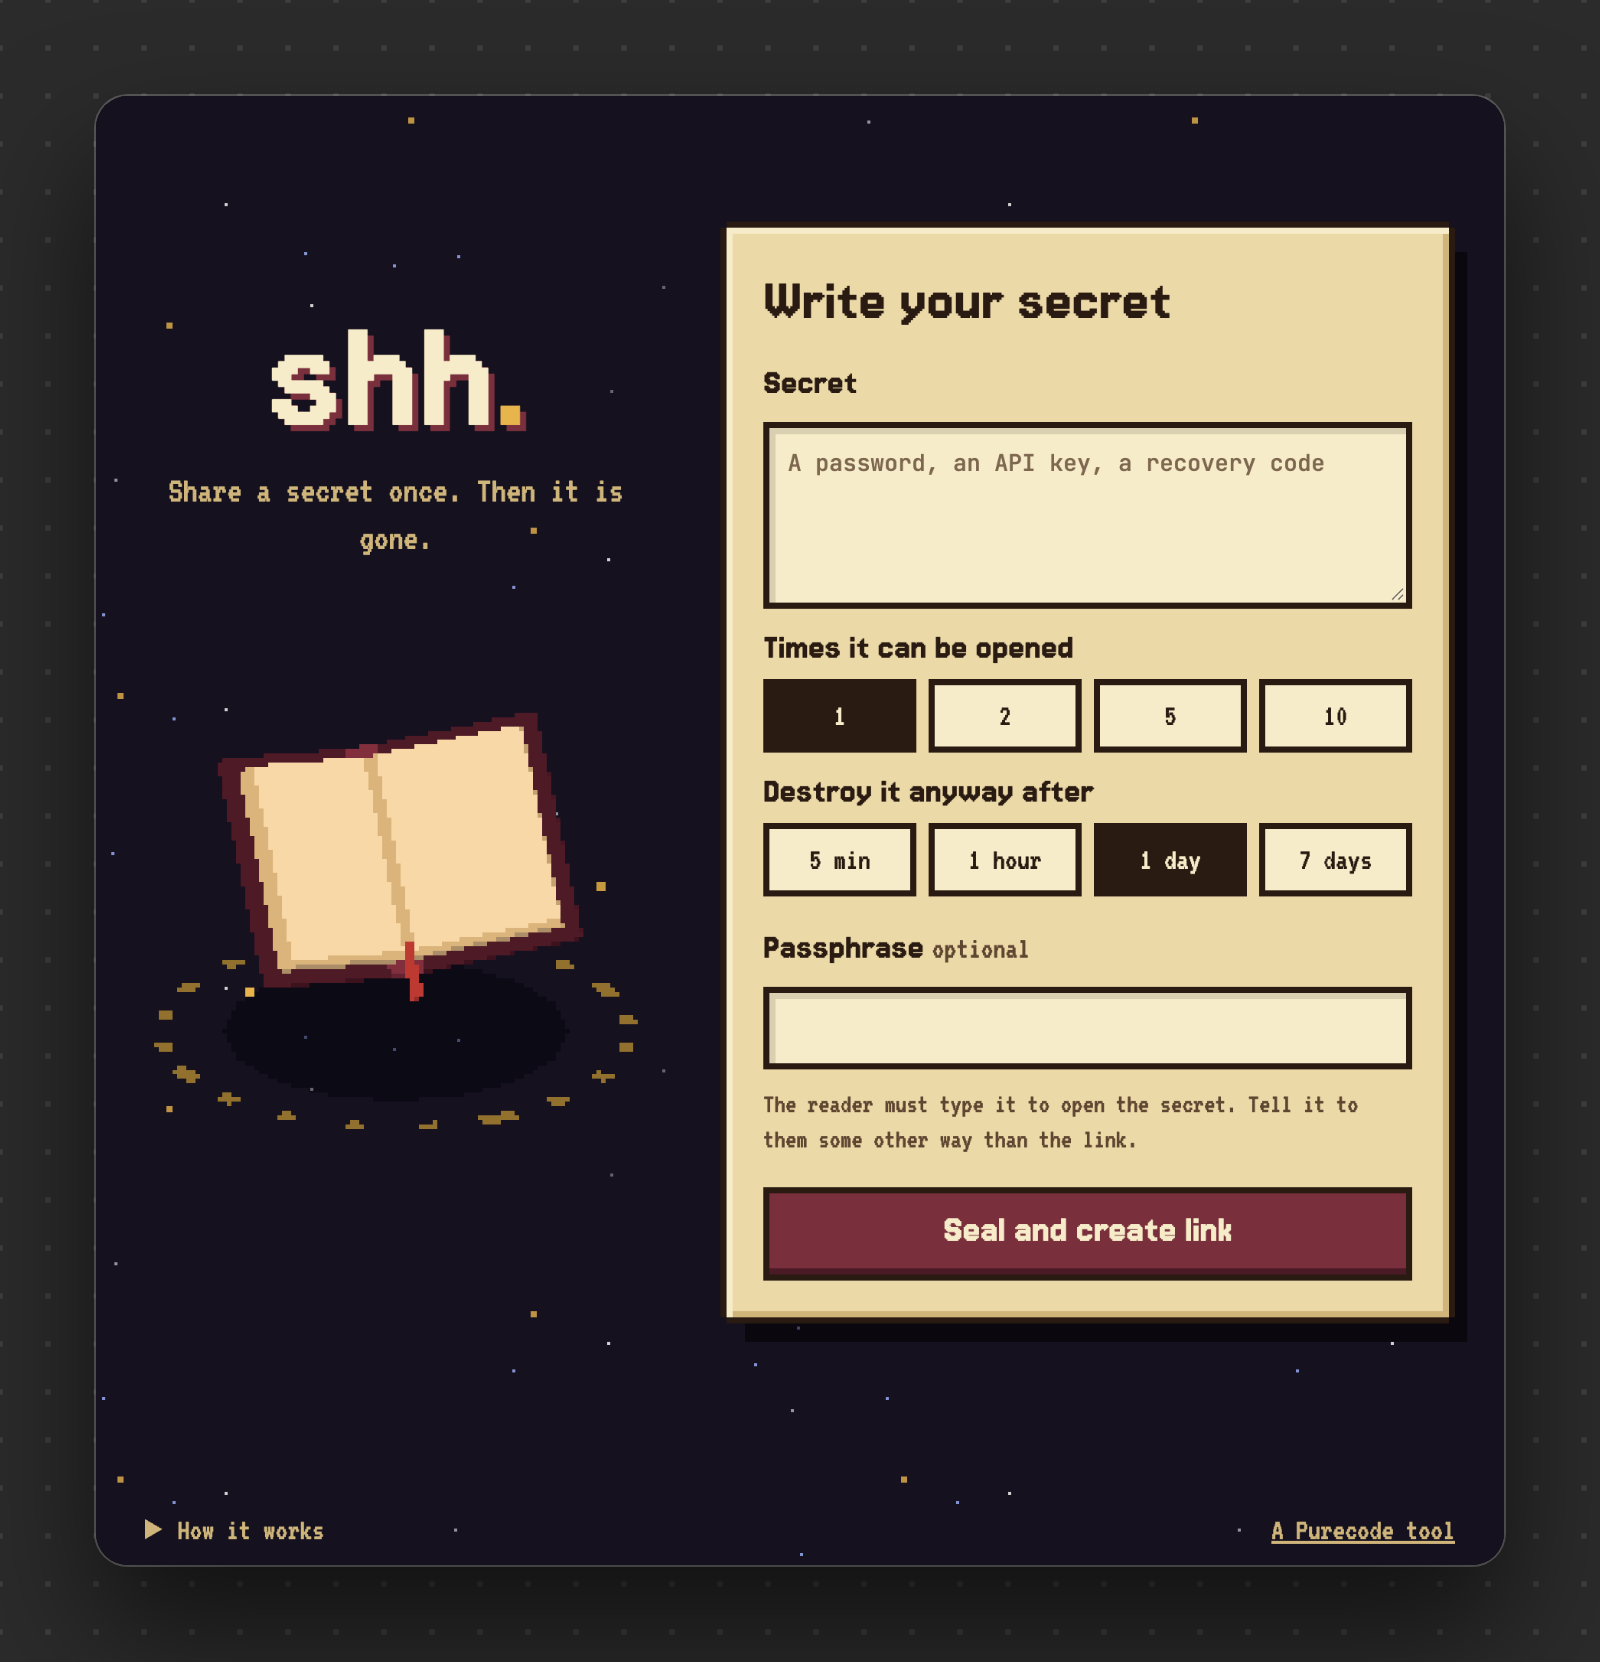 shh.
Share a secret once. Then it is
gone.
Write your secret
Secret
A password, an API key, a recovery code
Times it can be opened
1
2
5
10
Destroy it anyway after
5 min
1 hour
1 day
7 days
Passphrase optional
The reader must type it to open the secret. Tell it to
them some other way than the link.
Seal and create link
How it works
A Purecode tool